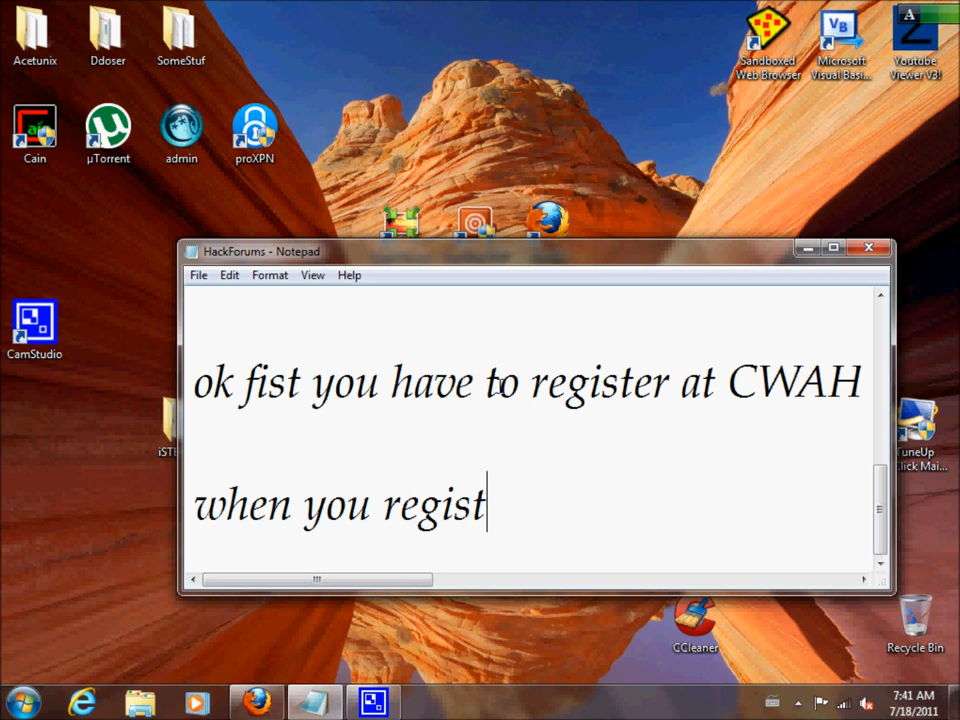 Acetunix
Ddoser
SomeStuf
Sandboxed
Web Browser
VB
Microsoft
Visual Basi...
A
Youtube
Viewer V3!
Cain
µTorrent
admin
proXPN
HackForums - Notepad
File Edit Format View Help
ok fist you have to register at CWAH
when you regist
CamStudio
TuneUp
CCleaner
Recycle Bin
7:41 AM
7/18/2011